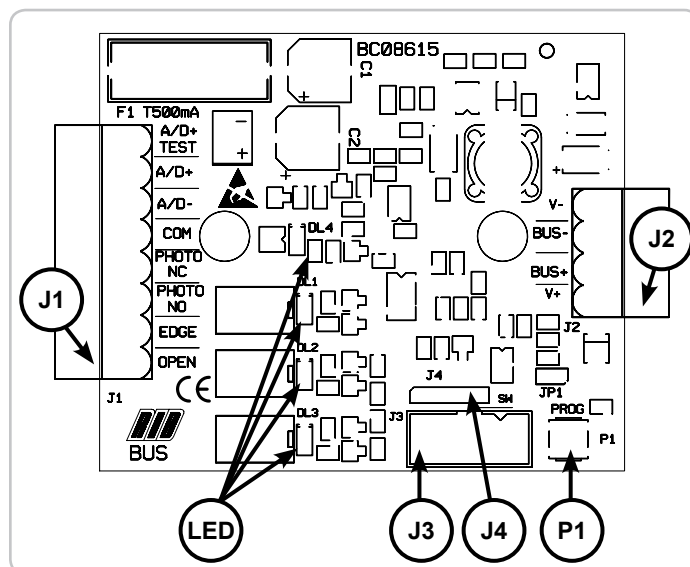 BC08615
C1
F1 T500mA
C2
A/D+
TEST
A/D+
A/D-
COM
PHOTO
NC
PHOTO
NO
EDGE
OPEN
J1
J1
DL4
DL1
DL2
DL3
V-
BUS-
BUS+
V+
J2
J2
J4
JP1
J3
SW
PROG
P1
CE
BUS
LED
J3
J4
P1